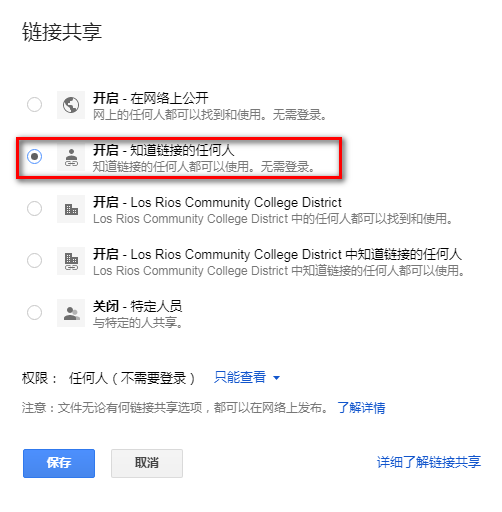 链接共享
开启 - 在网络上公开
网上的任何人都可以找到和使用。无需登录。
开启 - 知道链接的任何人
知道链接的任何人都可以使用。无需登录。
开启 - Los Rios Community College District
Los Rios Community College District 中的任何人都可以找到和使用。
开启 - Los Rios Community College District 中知道链接的任何人
Los Rios Community College District 中知道链接的任何人都可以使用。
关闭 - 特定人员
与特定的人共享。
权限： 任何人（不需要登录） 只能查看
注意：文件无论有何链接共享选项，都可以在网络上发布。了解详情
保存 取消 详细了解链接共享